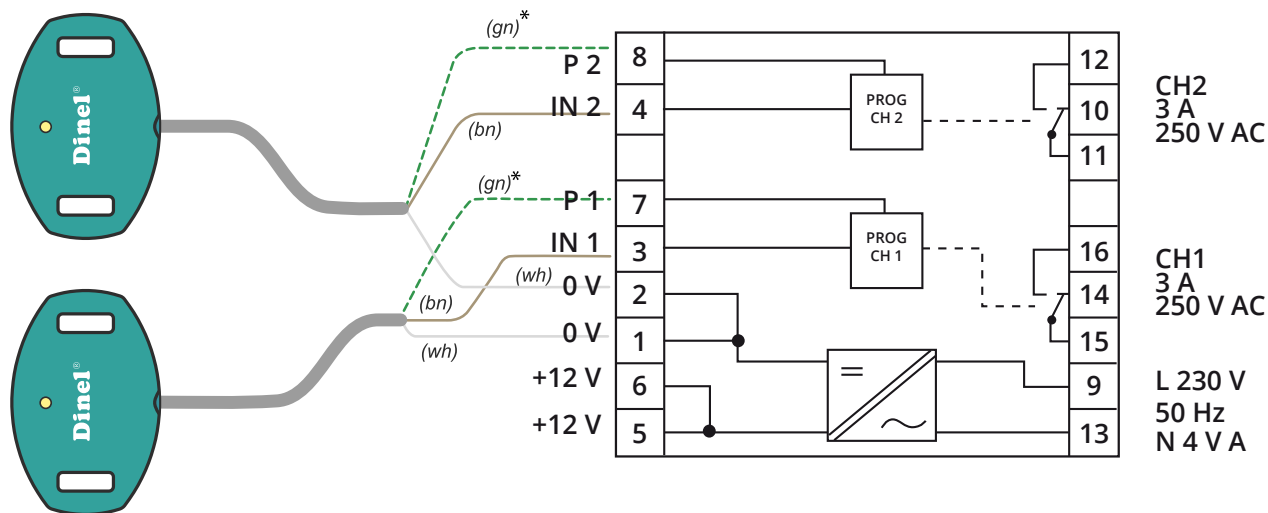 Dinel®
Dinel®
(gn)*
P 2
IN 2
(bn)
(gn)*
P 1
IN 1
(wh)
0 V
(bn)
0 V
(wh)
+12 V
+12 V
8
4
7
3
2
1
6
5
PROG
CH 2
PROG
CH 1
12
10
11
16
14
15
9
13
CH2
3 A
250 V AC
CH1
3 A
250 V AC
L 230 V
50 Hz
N 4 V A